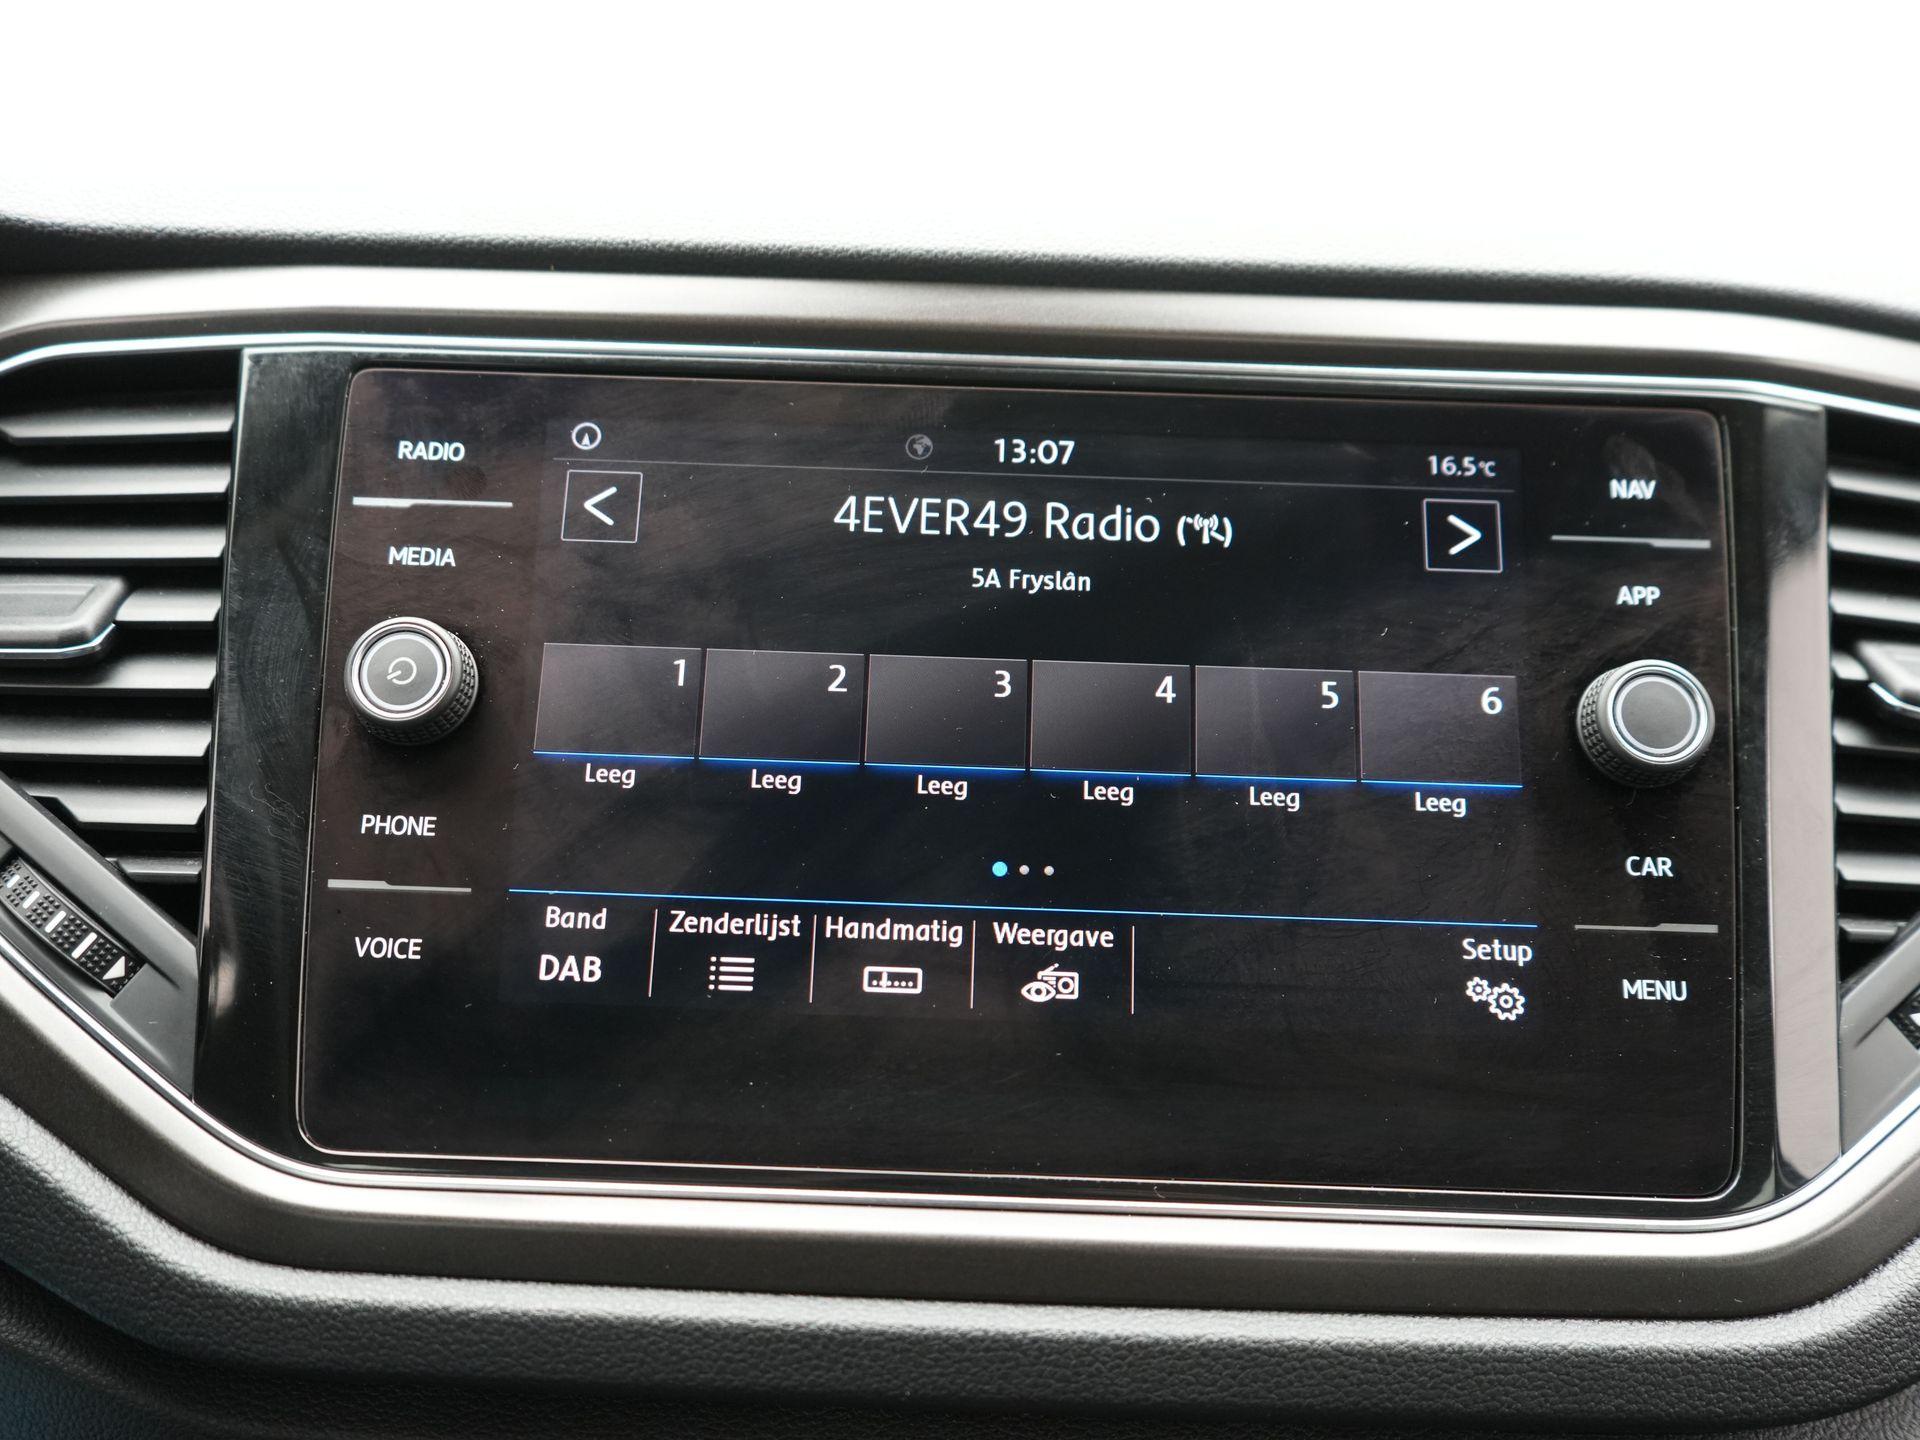 RADIO
MEDIA
PHONE
VOICE
13:07
16.5°C
4EVER49 Radio
5A Fryslân
1 2 3 4 5 6
Leeg Leeg Leeg Leeg Leeg Leeg
Band Zenderlijst Handmatig Weergave Setup
DAB
NAV
APP
CAR
MENU